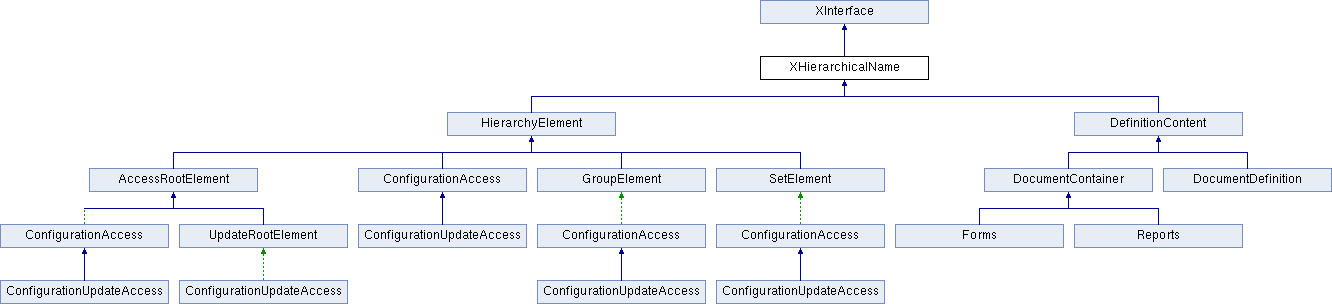 XInterface
XHierarchicalName
HierarchyElement
DefinitionContent
AccessRootElement
ConfigurationAccess
GroupElement
SetElement
DocumentContainer
DocumentDefinition
ConfigurationAccess
UpdateRootElement
ConfigurationUpdateAccess
ConfigurationAccess
ConfigurationAccess
Forms
Reports
ConfigurationUpdateAccess
ConfigurationUpdateAccess
ConfigurationUpdateAccess
ConfigurationUpdateAccess